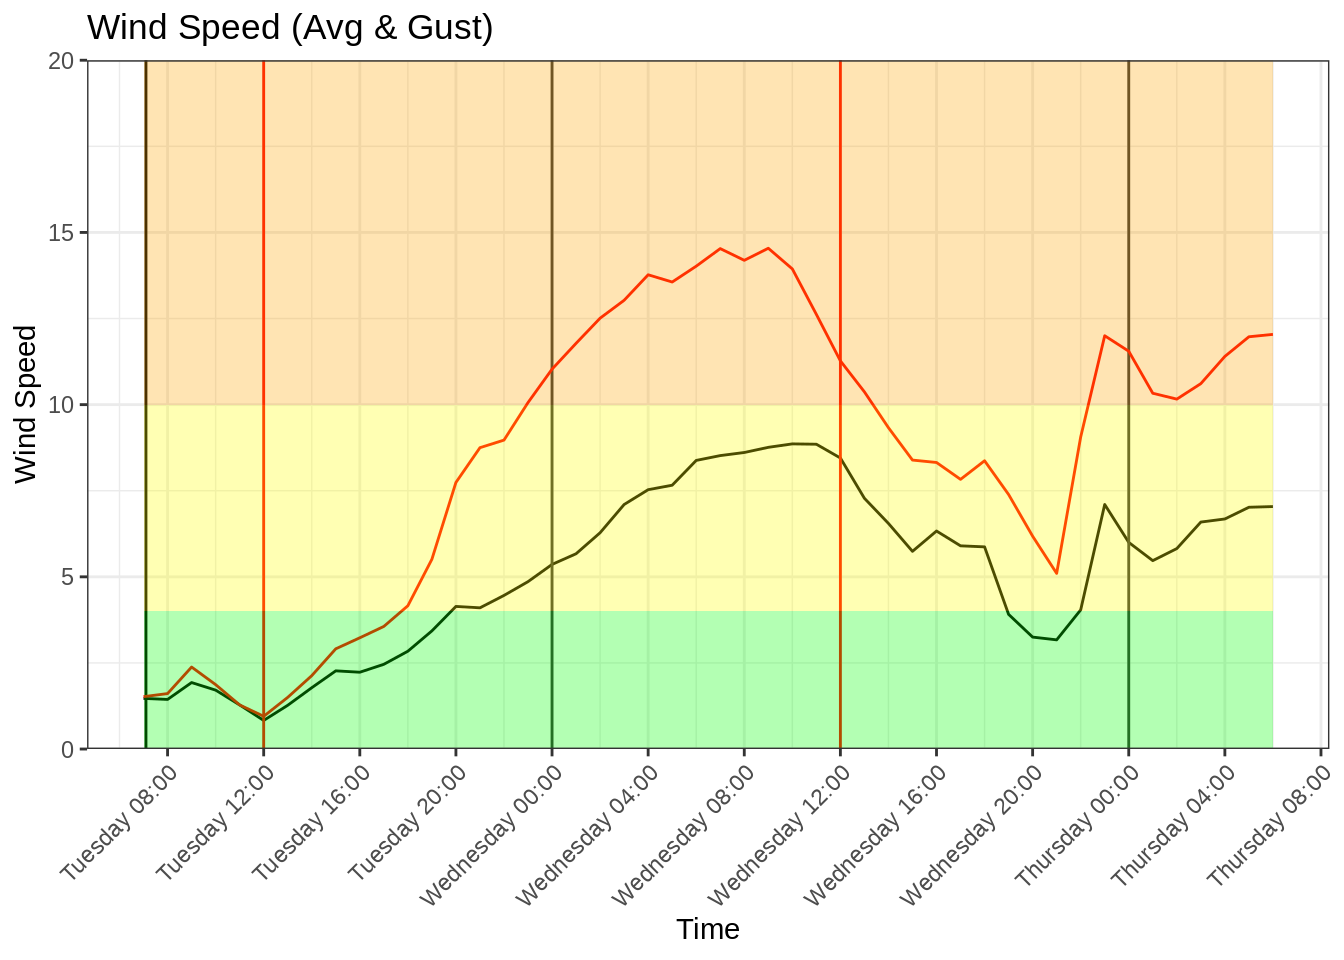 Wind Speed (Avg & Gust)
20
15
10
5
0
Wind Speed
Tuesday 08:00
Tuesday 12:00
Tuesday 16:00
Tuesday 20:00
Wednesday 00:00
Wednesday 04:00
Wednesday 08:00
Wednesday 12:00
Wednesday 16:00
Wednesday 20:00
Thursday 00:00
Thursday 04:00
Thursday 08:00
Time